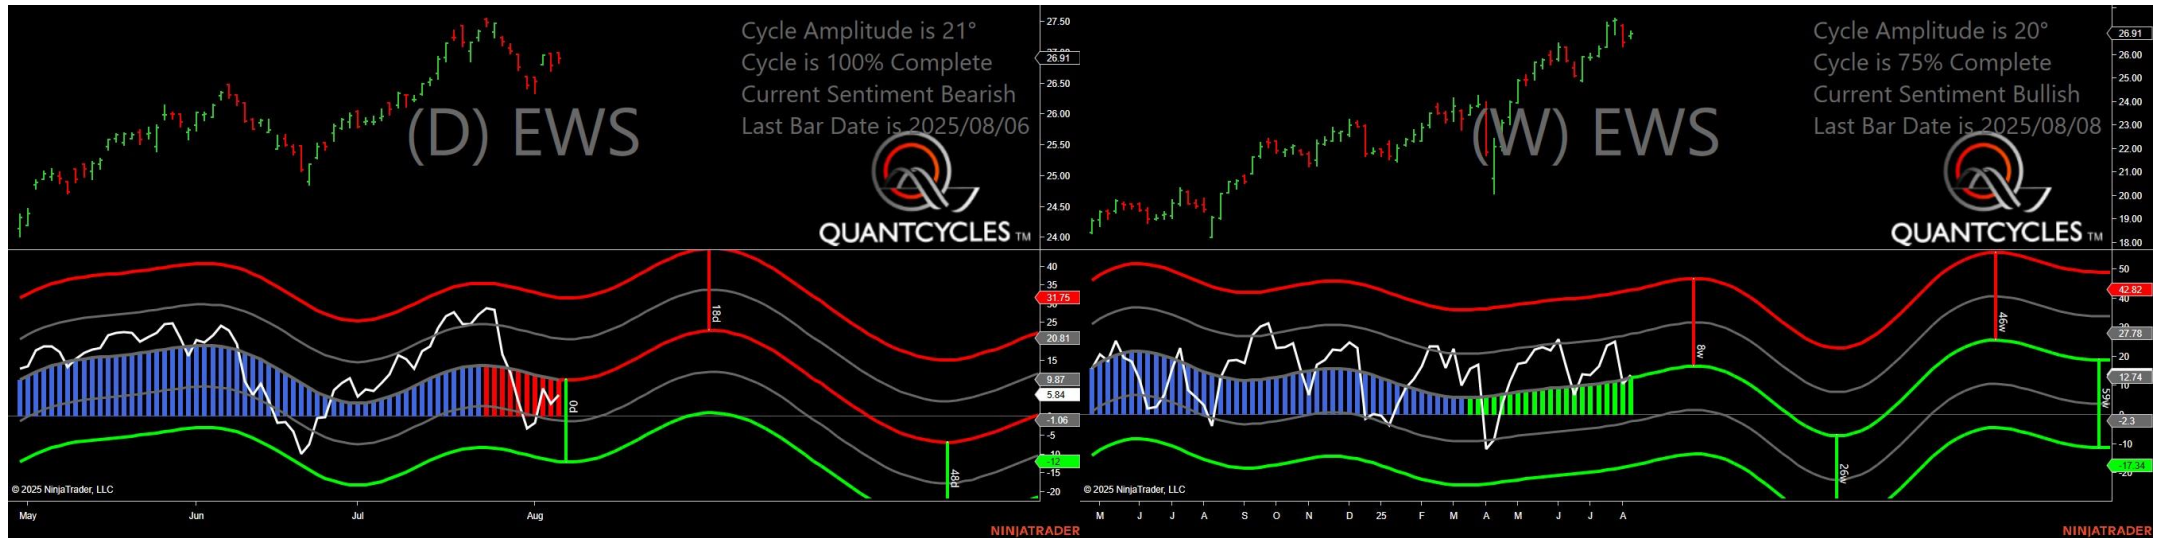 Cycle Amplitude is 21°
Cycle is 100% Complete
Current Sentiment Bearish
Last Bar Date is 2025/08/06
(D) EWS
QUANTCYCLES TM
27.50
26.91
26.50
26.00
25.50
25.00
24.50
24.00
40
35
31.75
25
20.81
15
9.87
5.84
-1.06
-5
-12
-15
-20
18d
0d
48d
© 2025 NinjaTrader, LLC
May Jun Jul Aug
NINJATRADER
Cycle Amplitude is 20°
Cycle is 75% Complete
Current Sentiment Bullish
Last Bar Date is 2025/08/08
(W) EWS
QUANTCYCLES TM
26.91
26.00
25.00
24.00
23.00
22.00
21.00
20.00
19.00
18.00
50
42.82
40
27.78
20
12.74
-2.3
-10
-17.34
8w
26w
46w
59w
© 2025 NinjaTrader, LLC
M J J A S O N D 25 F M A M J J A
NINJATRADER